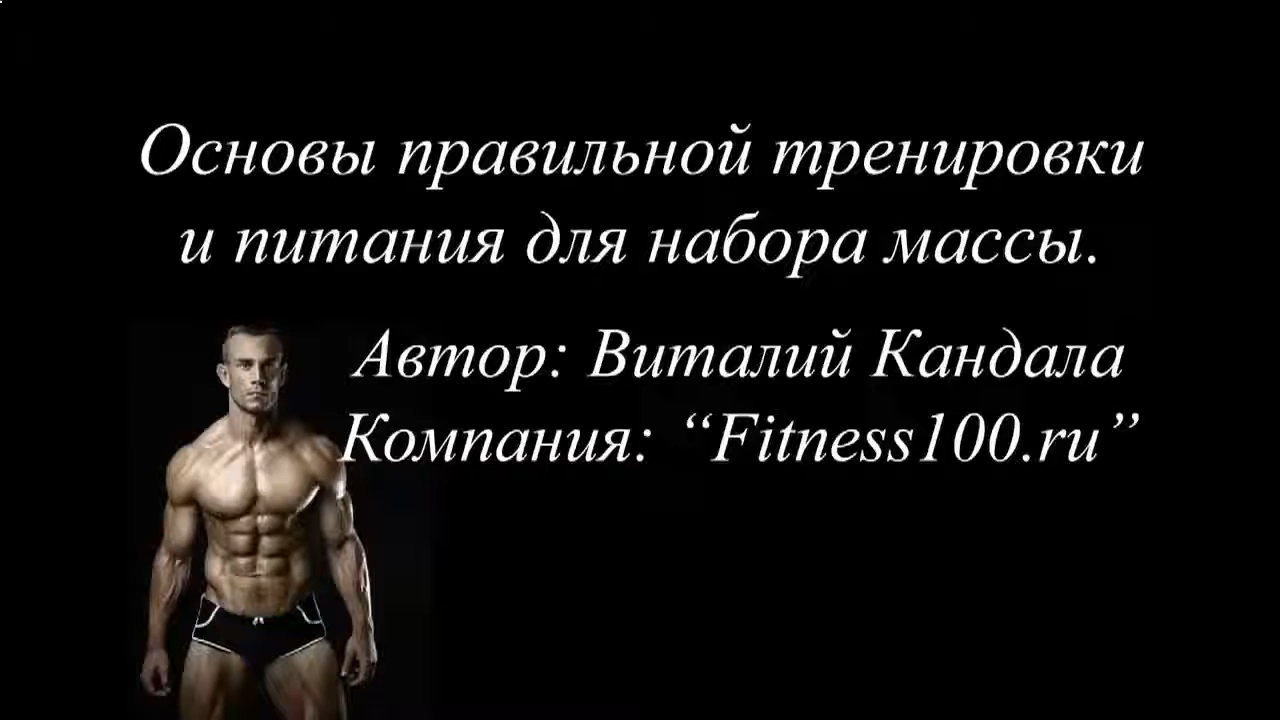 Основы правильной тренировки
и питания для набора массы.
Автор: Виталий Кандала
Компания: “Fitness100.ru”